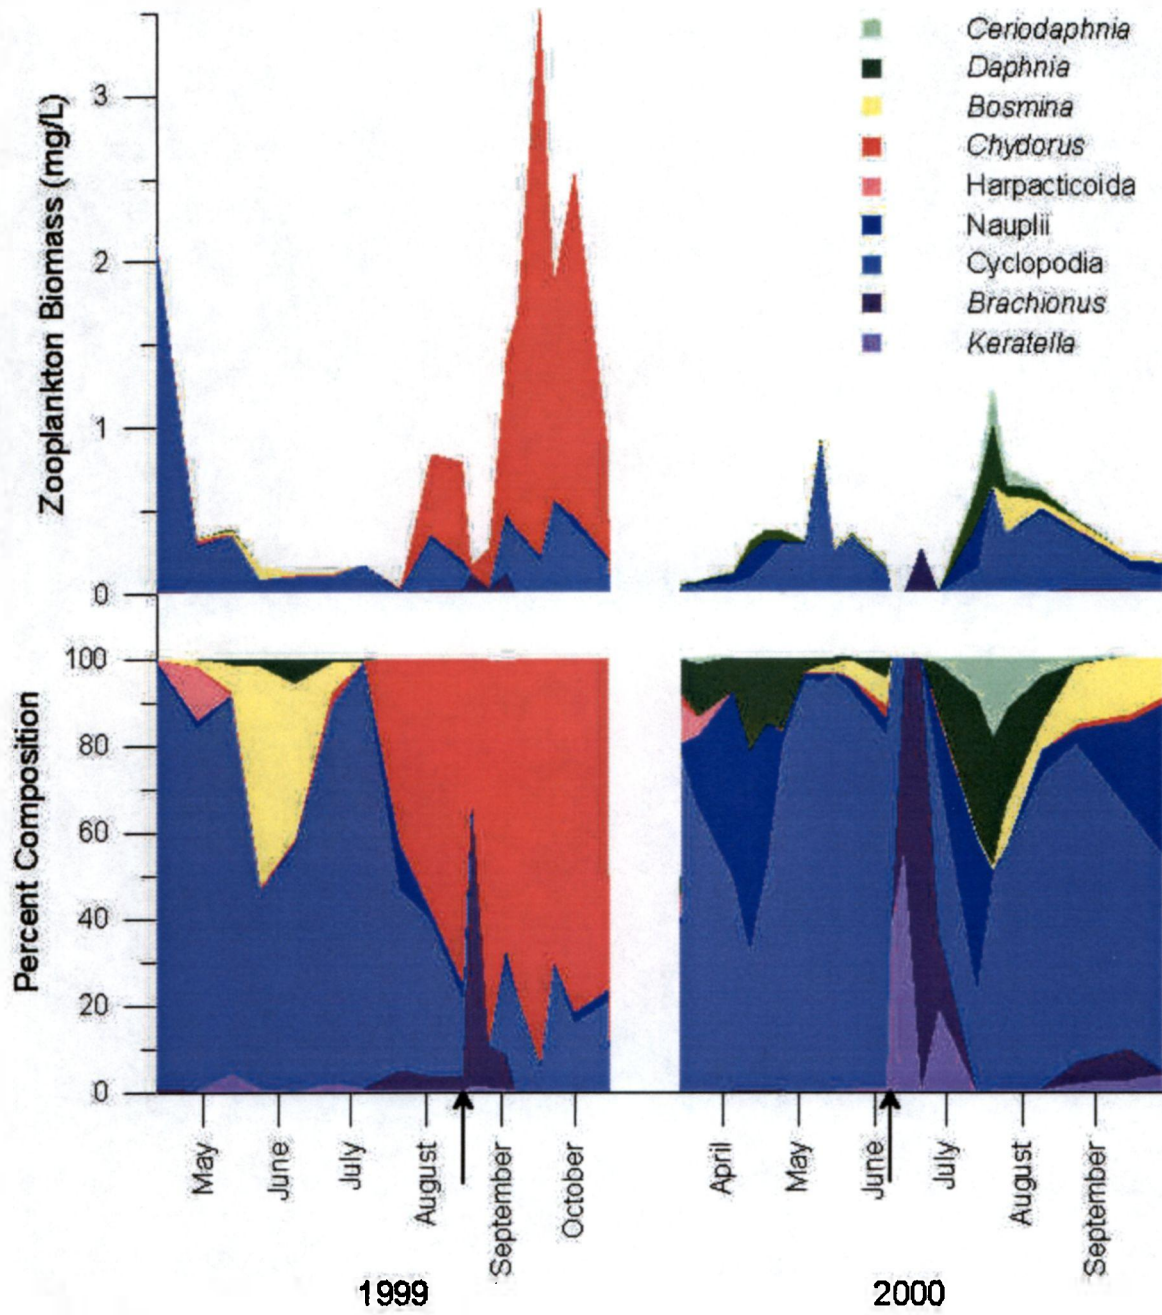 Zooplankton Biomass (mg/L)
3
2
1
0
Ceriodaphnia
Daphnia
Bosmina
Chydorus
Harpacticoida
Nauplii
Cyclopodia
Brachionus
Keratella
Percent Composition
100
80
60
40
20
0
May
June
July
August
September
October
April
May
June
July
August
September
1999
2000